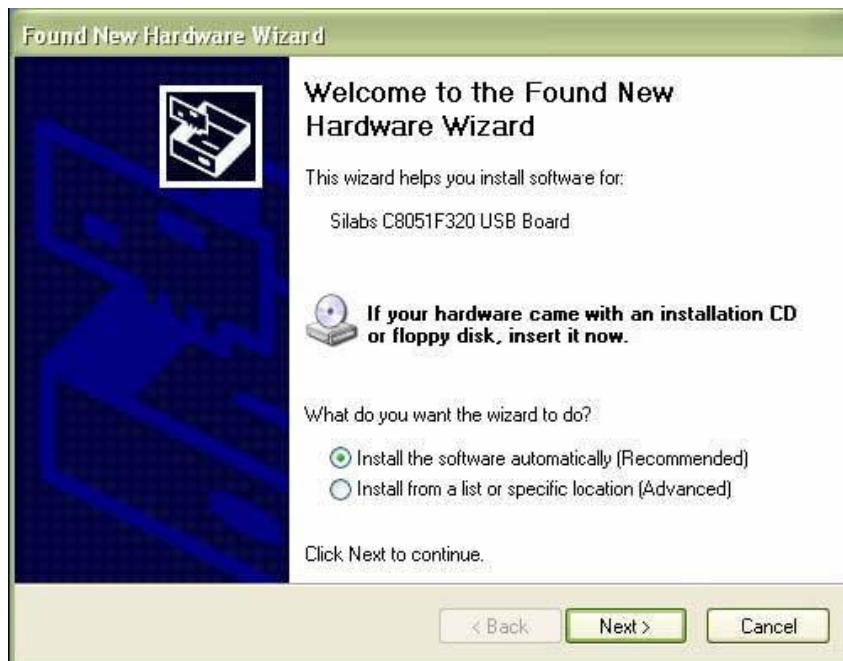 Found New Hardware Wizard
Welcome to the Found New
Hardware Wizard
This wizard helps you install software for:
Silabs C8051F320 USB Board
If your hardware came with an installation CD
or floppy disk, insert it now.
What do you want the wizard to do?
Install the software automatically (Recommended)
Install from a list or specific location (Advanced)
Click Next to continue.
< Back Next > Cancel